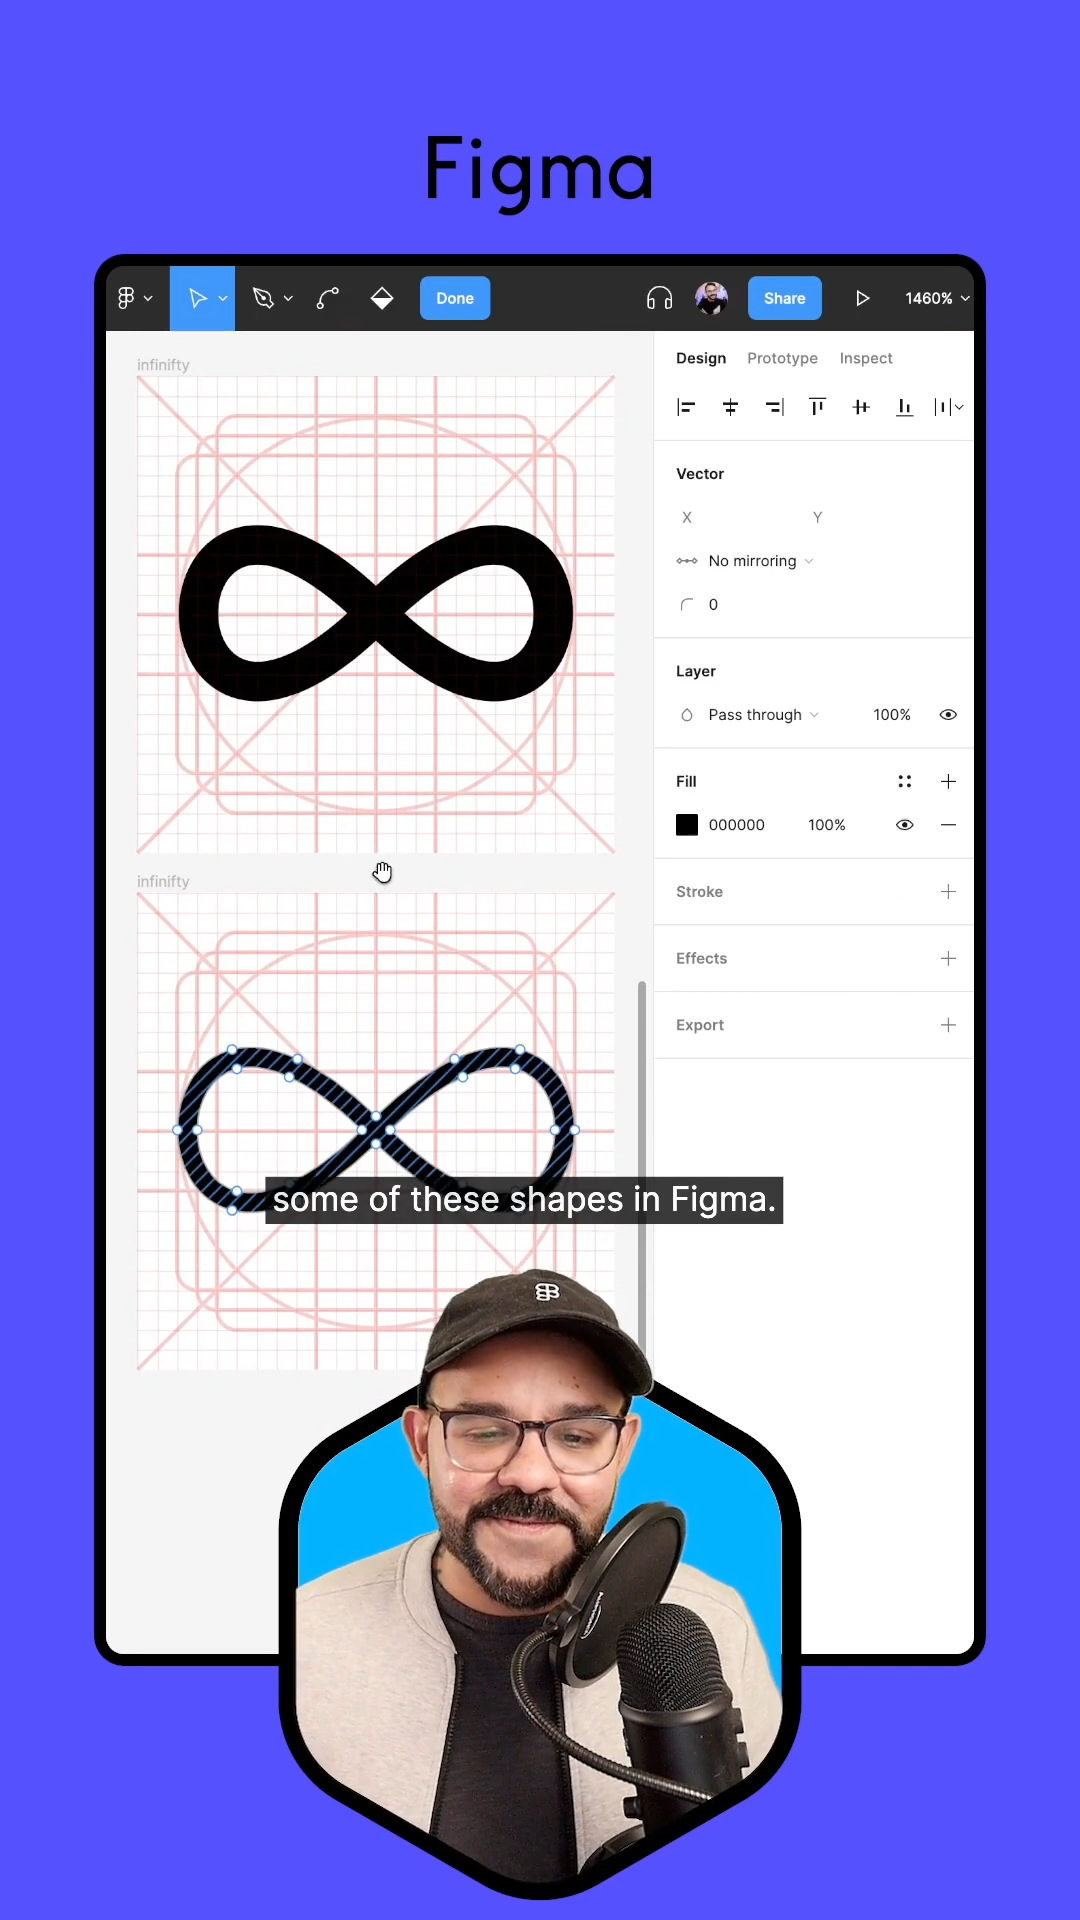 Figma
Done
Share
1460%
infinifty
Design Prototype Inspect
Vector
X Y
No mirroring
0
Layer
Pass through 100%
Fill
000000 100%
infinifty
Stroke
Effects
Export
some of these shapes in Figma.